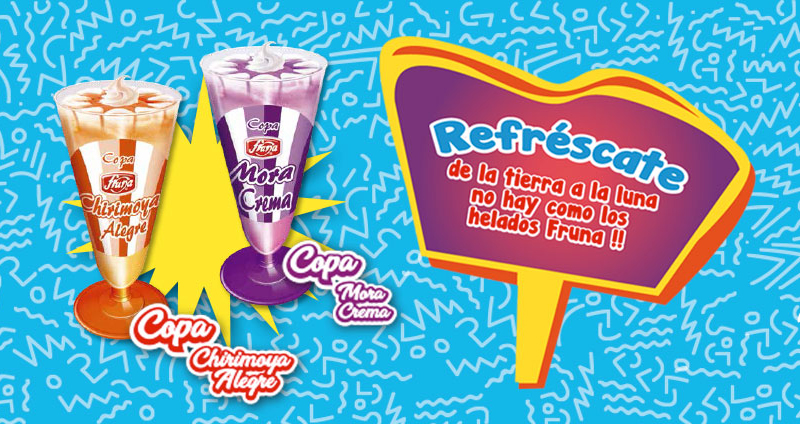 Copa
Fruna
Chirimoya
Alegre
Copa
Fruna
Mora
Crema
Copa
Chirimoya
Alegre
Copa
Mora
Crema
Refréscate
de la tierra a la luna
no hay como los
helados Fruna !!